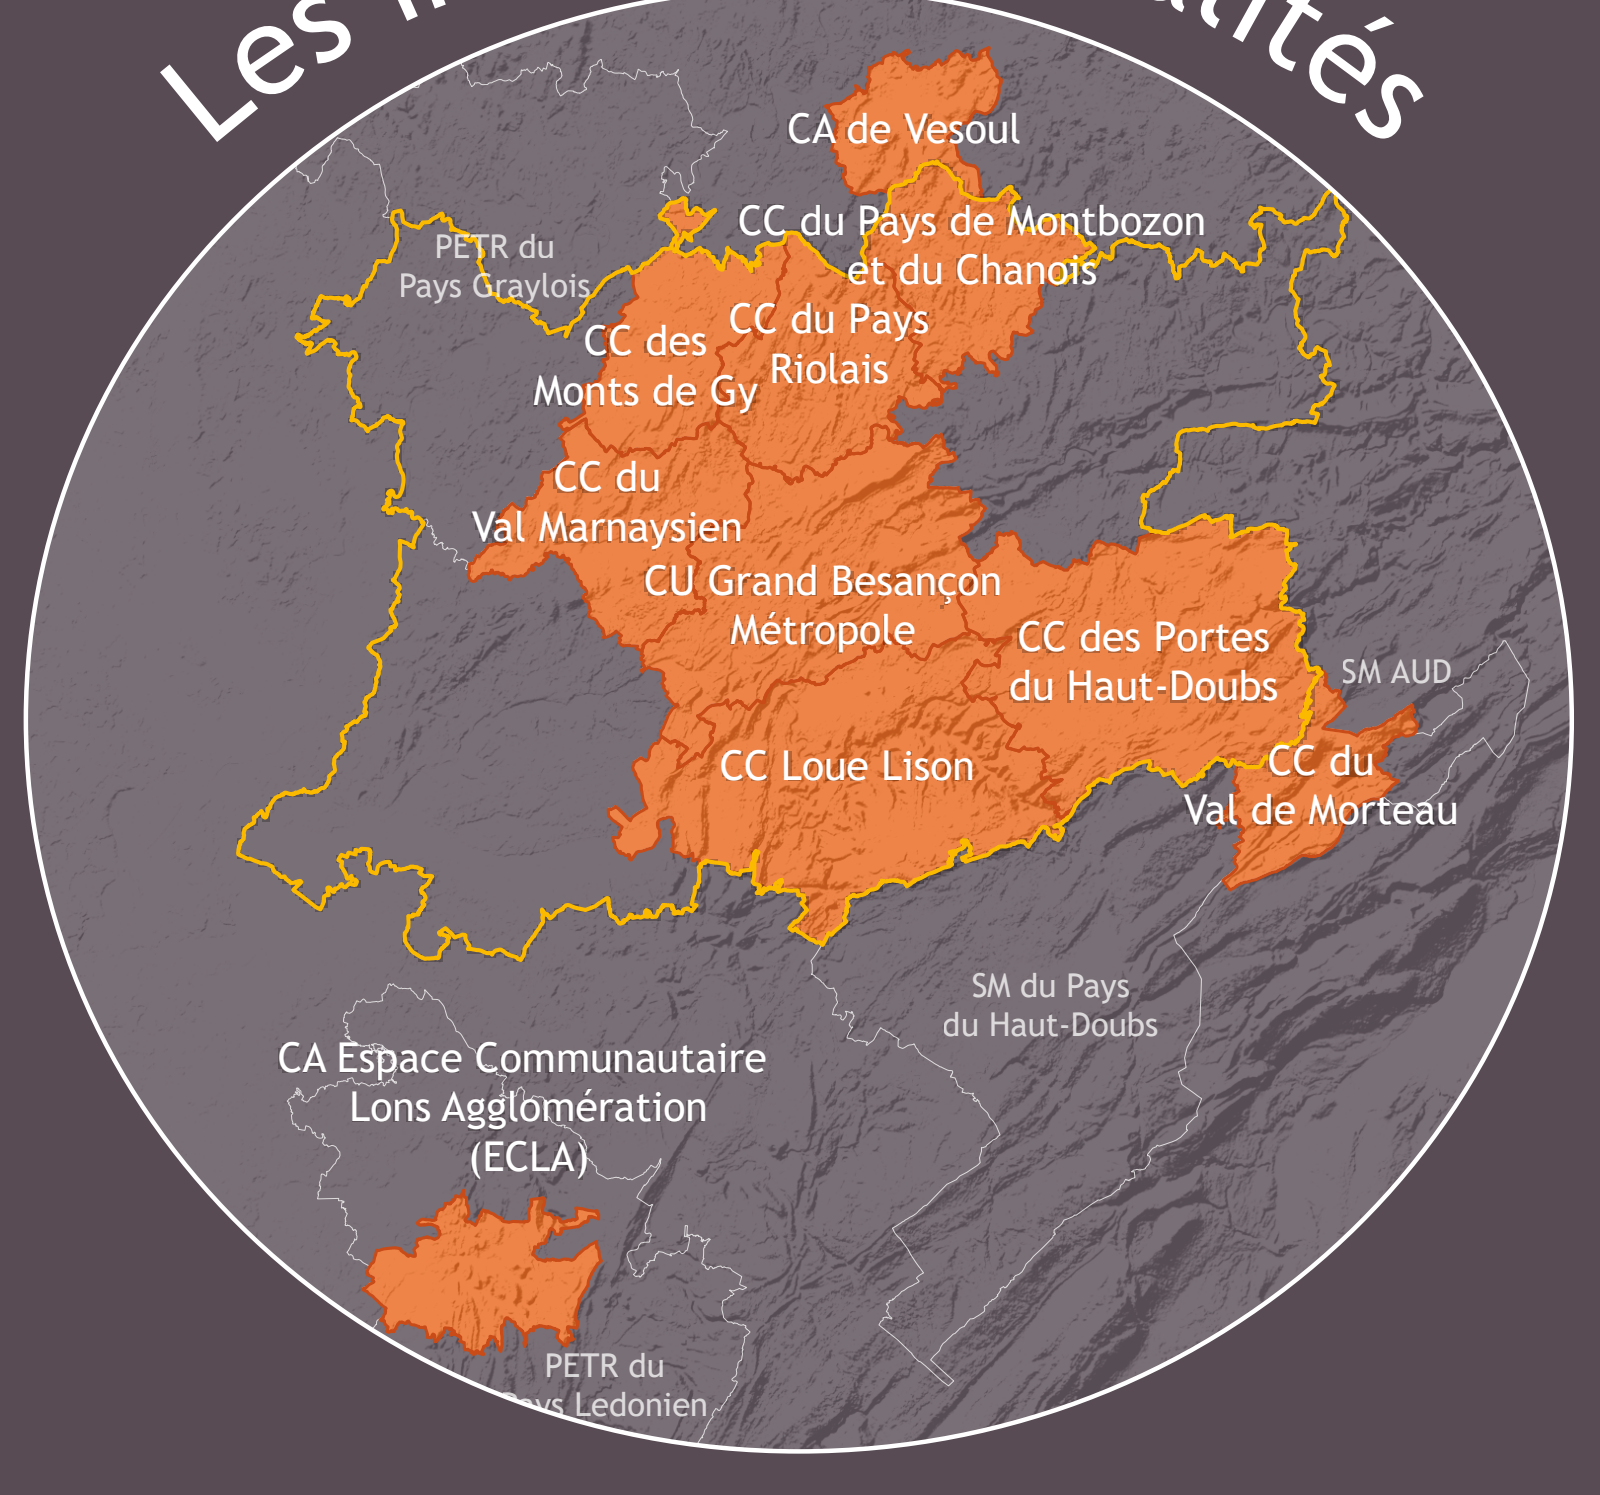 Les
CA de Vesoul
CC du Pays de Montbozon
et du Chanois
PETR du
Pays Graylois
CC des
Monts de Gy
CC du Pays
Riolais
CC du
Val Marnaysien
CU Grand Besançon
Métropole
CC des Portes
du Haut-Doubs
SM AUD
CC Loue Lison
CC du
Val de Morteau
SM du Pays
du Haut-Doubs
CA Espace Communautaire
Lons Agglomération
(ECLA)
PETR du
Pays Ledonien